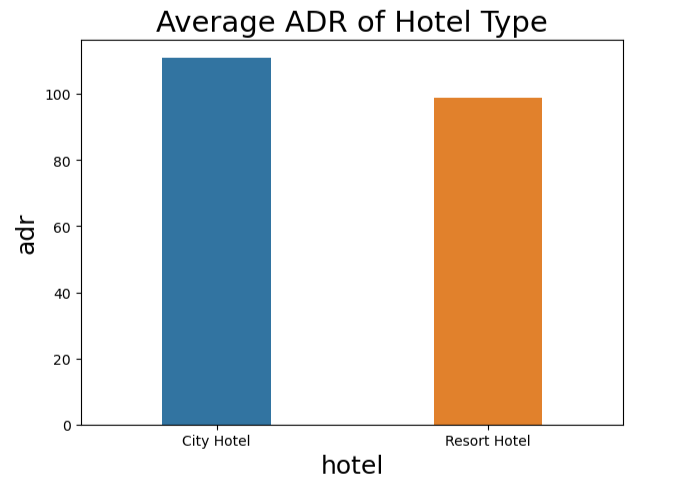 Average ADR of Hotel Type
adr
100
80
60
40
20
0
City Hotel
Resort Hotel
hotel